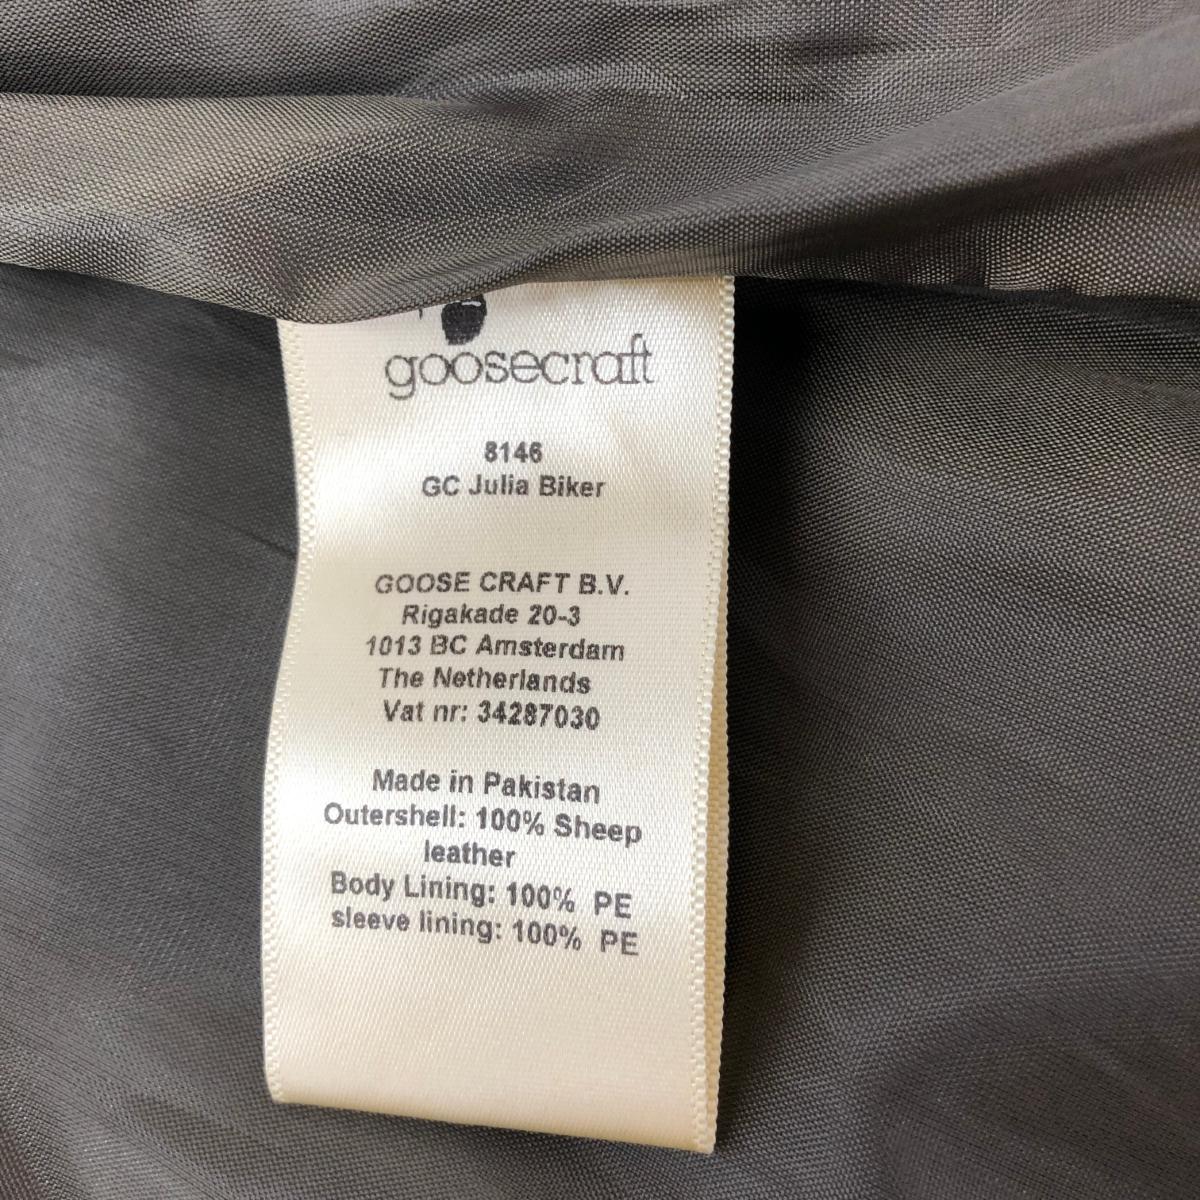 goosecraft
8146
GC Julia Biker
GOOSE CRAFT B.V.
Rigakade 20-3
1013 BC Amsterdam
The Netherlands
Vat nr: 34287030
Made in Pakistan
Outershell: 100% Sheep
leather
Body Lining: 100% PE
sleeve lining: 100% PE